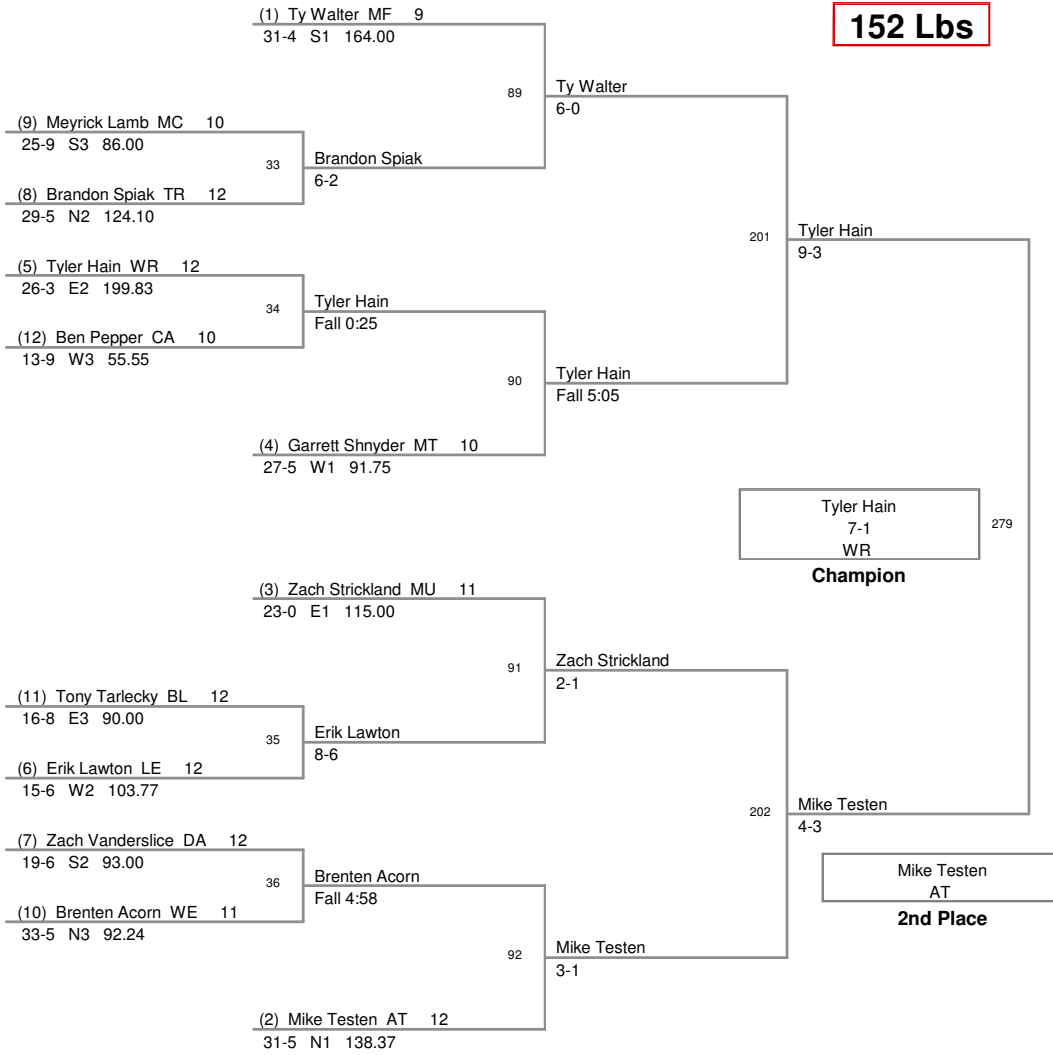 (1) Ty Walter MF 9
152 Lbs
31-4 S1 164.00
89
Ty Walter
6-0
(9) Meyrick Lamb MC 10
25-9 S3 86.00
33
Brandon Spiak
6-2
(8) Brandon Spiak TR 12
29-5 N2 124.10
201
Tyler Hain
9-3
(5) Tyler Hain WR 12
26-3 E2 199.83
34
Tyler Hain
Fall 0:25
(12) Ben Pepper CA 10
13-9 W3 55.55
90
Tyler Hain
Fall 5:05
(4) Garrett Shnyder MT 10
27-5 W1 91.75
Tyler Hain
7-1
WR
279
Champion
(3) Zach Strickland MU 11
23-0 E1 115.00
91
Zach Strickland
2-1
(11) Tony Tarlecky BL 12
16-8 E3 90.00
35
Erik Lawton
8-6
(6) Erik Lawton LE 12
15-6 W2 103.77
202
Mike Testen
4-3
(7) Zach Vanderslice DA 12
19-6 S2 93.00
36
Brenten Acorn
Fall 4:58
Mike Testen
AT
2nd Place
(10) Brenten Acorn WE 11
33-5 N3 92.24
92
Mike Testen
3-1
(2) Mike Testen AT 12
31-5 N1 138.37